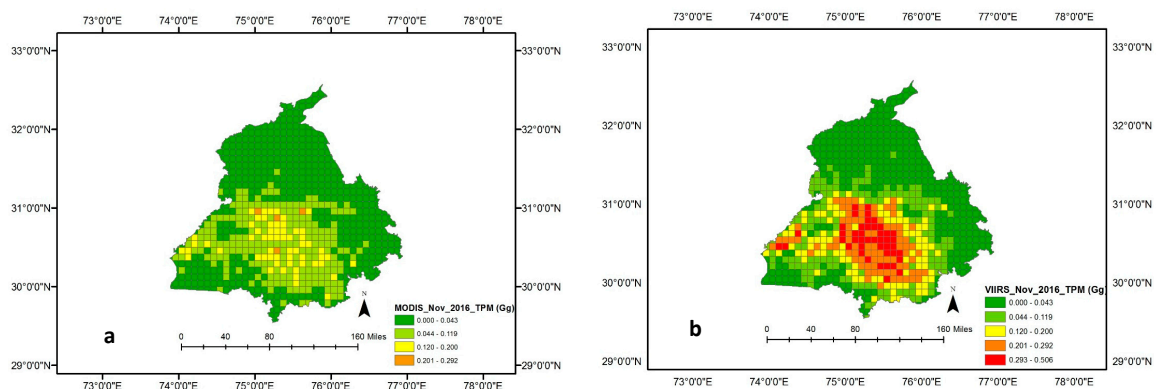 73°0'0"E 74°0'0"E 75°0'0"E 76°0'0"E 77°0'0"E 78°0'0"E
33°0'0"N 33°0'0"N
32°0'0"N 32°0'0"N
31°0'0"N 31°0'0"N
30°0'0"N 30°0'0"N
29°0'0"N 29°0'0"N
N
MODIS_Nov_2016_TPM (Gg)
0.000 - 0.043
0.044 - 0.119
0.120 - 0.200
0.201 - 0.292
0 40 80 160 Miles
a
73°0'0"E 74°0'0"E 75°0'0"E 76°0'0"E 77°0'0"E 78°0'0"E
73°0'0"E 74°0'0"E 75°0'0"E 76°0'0"E 77°0'0"E 78°0'0"E
33°0'0"N 33°0'0"N
32°0'0"N 32°0'0"N
31°0'0"N 31°0'0"N
30°0'0"N 30°0'0"N
29°0'0"N 29°0'0"N
N
VIIRS_Nov_2016_TPM (Gg)
0.000 - 0.043
0.044 - 0.119
0.120 - 0.200
0.201 - 0.292
0.293 - 0.506
0 40 80 160 Miles
b
73°0'0"E 74°0'0"E 75°0'0"E 76°0'0"E 77°0'0"E 78°0'0"E